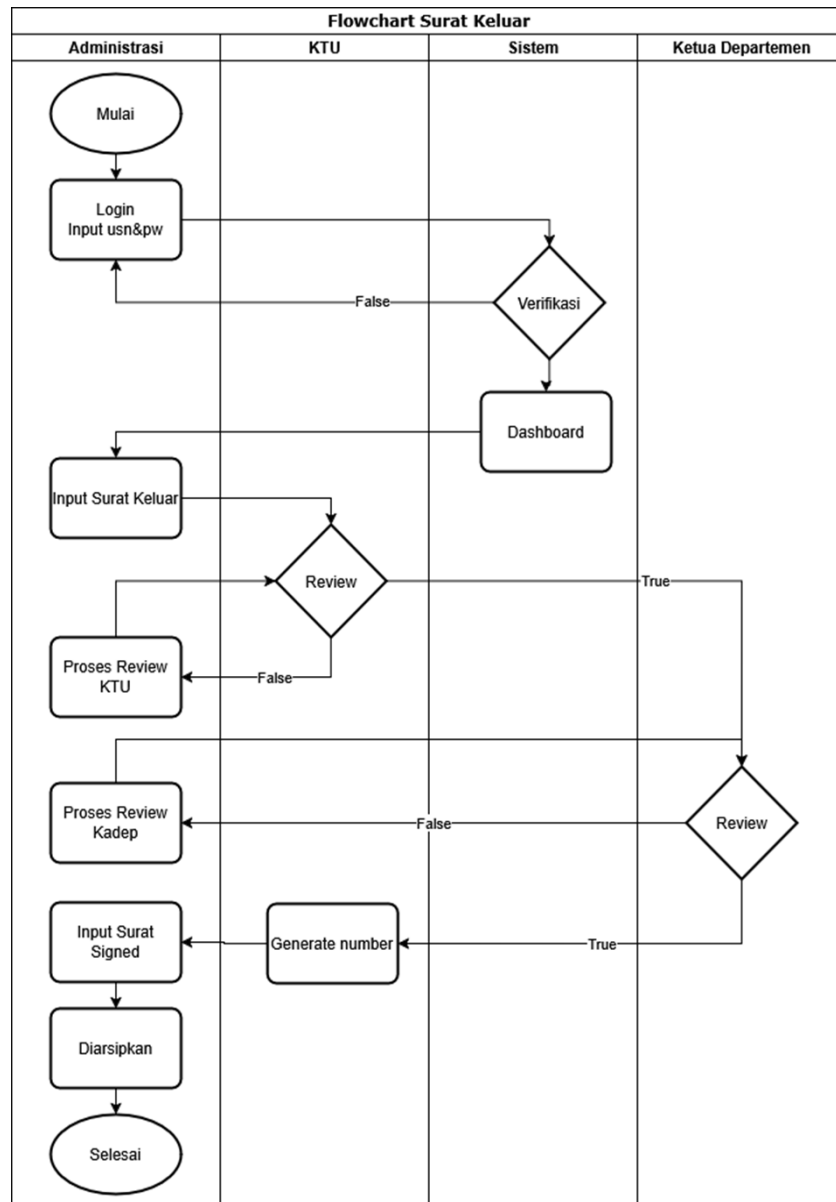 Flowchart Surat Keluar
Administrasi
KTU
Sistem
Ketua Departemen
Mulai
Login
Input usn&pw
Verifikasi
False
Dashboard
Input Surat Keluar
Review
True
Proses Review
KTU
False
Proses Review
Kadep
False
Review
Input Surat
Signed
Generate number
True
Diarsipkan
Selesai